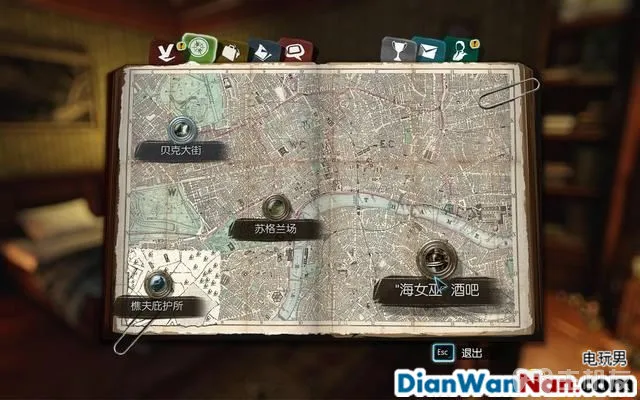 W
W C
E.C
贝克大街
苏格兰场
"海女巫" 酒吧
樵夫庇护所
Esc 退出
电玩男
DianWanNan.com